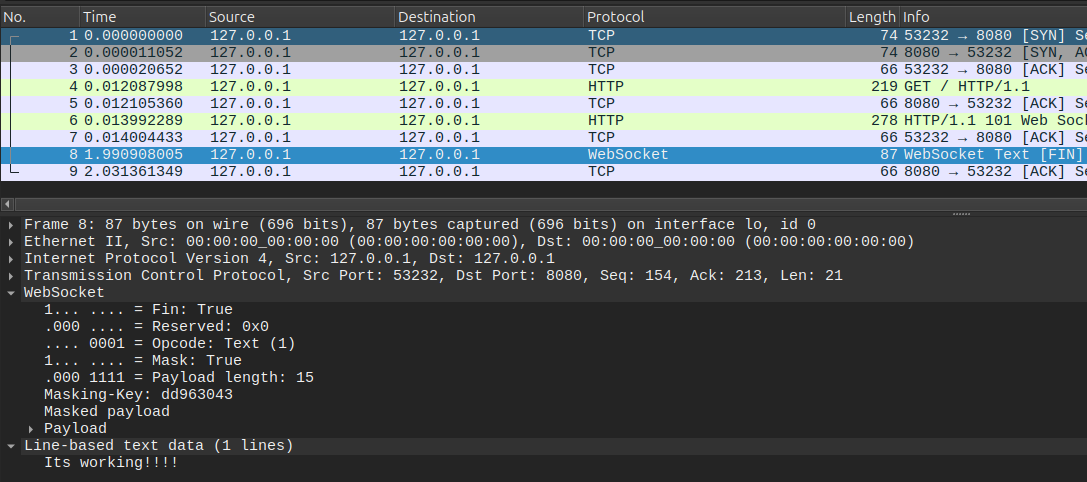 No. Time Source Destination Protocol Length Info
1 0.000000000 127.0.0.1 127.0.0.1 TCP 74 53232 → 8080 [SYN] Se
2 0.000011052 127.0.0.1 127.0.0.1 TCP 74 8080 → 53232 [SYN, AC
3 0.000020652 127.0.0.1 127.0.0.1 TCP 66 53232 → 8080 [ACK] Se
4 0.012087998 127.0.0.1 127.0.0.1 HTTP 219 GET / HTTP/1.1
5 0.012105360 127.0.0.1 127.0.0.1 TCP 66 8080 → 53232 [ACK] Se
6 0.013992289 127.0.0.1 127.0.0.1 HTTP 278 HTTP/1.1 101 Web Sock
7 0.014004433 127.0.0.1 127.0.0.1 TCP 66 53232 → 8080 [ACK] Se
8 1.990908005 127.0.0.1 127.0.0.1 WebSocket 87 WebSocket Text [FIN]
9 2.031361349 127.0.0.1 127.0.0.1 TCP 66 8080 → 53232 [ACK] Se
Frame 8: 87 bytes on wire (696 bits), 87 bytes captured (696 bits) on interface lo, id 0
Ethernet II, Src: 00:00:00_00:00:00 (00:00:00:00:00:00), Dst: 00:00:00_00:00:00 (00:00:00:00:00:00)
Internet Protocol Version 4, Src: 127.0.0.1, Dst: 127.0.0.1
Transmission Control Protocol, Src Port: 53232, Dst Port: 8080, Seq: 154, Ack: 213, Len: 21
WebSocket
1... .... = Fin: True
.000 .... = Reserved: 0x0
.... 0001 = Opcode: Text (1)
1... .... = Mask: True
.000 1111 = Payload length: 15
Masking-Key: dd963043
Masked payload
Payload
Line-based text data (1 lines)
Its working!!!!